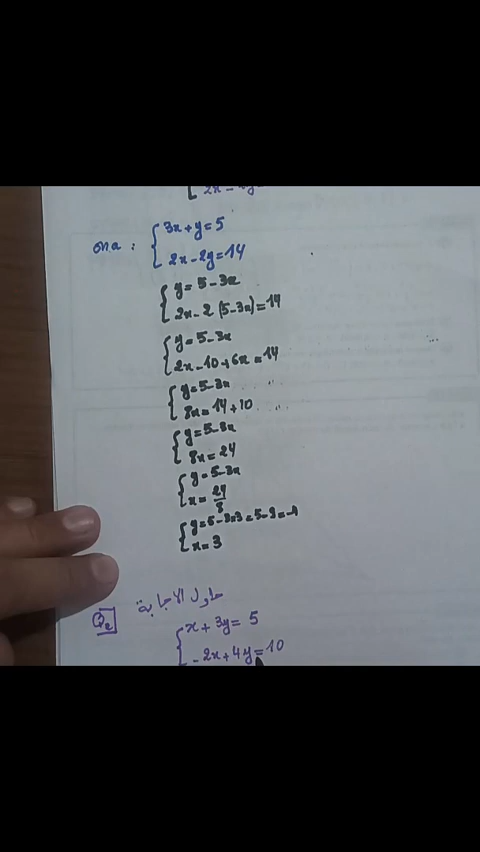 on a : { 3x + y = 5
2x - 2y = 14
{ y = 5 - 3x
2x - 2 (5 - 3x) = 14
{ y = 5 - 3x
2x - 10 + 6x = 14
{ y = 5 - 3x
8x = 14 + 10
{ y = 5 - 3x
8x = 24
{ y = 5 - 3x
x = 24/8
{ y = 5 - 3×3 = 5 - 9 = -4
x = 3
حاول الاجابة
Q2 { x + 3y = 5
- 2x + 4y = 10